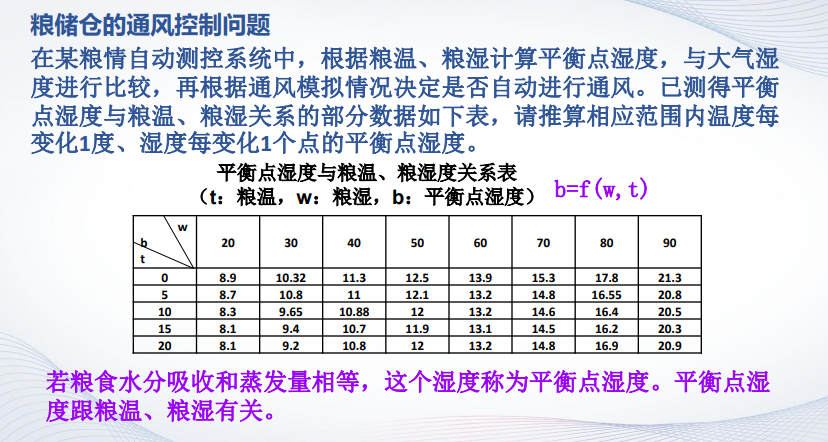 粮储仓的通风控制问题
在某粮情自动测控系统中，根据粮温、粮湿计算平衡点湿度，与大气湿
度进行比较，再根据通风模拟情况决定是否自动进行通风。已测得平衡
点湿度与粮温、粮湿关系的部分数据如下表，请推算相应范围内温度每
变化1度、湿度每变化1个点的平衡点湿度。
平衡点湿度与粮温、粮湿度关系表
（t：粮温，w：粮湿，b：平衡点湿度） b=f(w,t)
w
b
t
20 30 40 50 60 70 80 90
0 8.9 10.32 11.3 12.5 13.9 15.3 17.8 21.3
5 8.7 10.8 11 12.1 13.2 14.8 16.55 20.8
10 8.3 9.65 10.88 12 13.2 14.6 16.4 20.5
15 8.1 9.4 10.7 11.9 13.1 14.5 16.2 20.3
20 8.1 9.2 10.8 12 13.2 14.8 16.9 20.9
若粮食水分吸收和蒸发量相等，这个湿度称为平衡点湿度。平衡点湿
度跟粮温、粮湿有关。